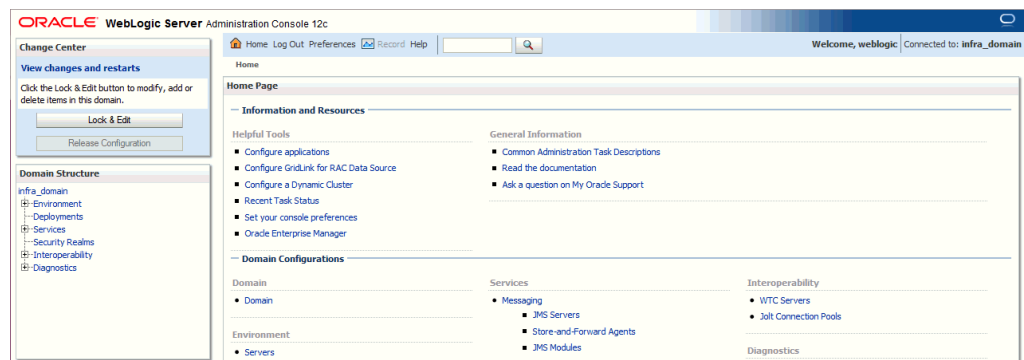 ORACLE WebLogic Server Administration Console 12c
Change Center
View changes and restarts
Click the Lock & Edit button to modify, add or
delete items in this domain.
Lock & Edit
Release Configuration
Domain Structure
infra_domain
Environment
Deployments
Services
Security Realms
Interoperability
Diagnostics
Home Log Out Preferences Record Help
Welcome, weblogic Connected to: infra_domain
Home
Home Page
Information and Resources
Helpful Tools
Configure applications
Configure GridLink for RAC Data Source
Configure a Dynamic Cluster
Recent Task Status
Set your console preferences
Oracle Enterprise Manager
General Information
Common Administration Task Descriptions
Read the documentation
Ask a question on My Oracle Support
Domain Configurations
Domain
Domain
Environment
Servers
Services
Messaging
JMS Servers
Store-and-Forward Agents
JMS Modules
Interoperability
WTC Servers
Jolt Connection Pools
Diagnostics